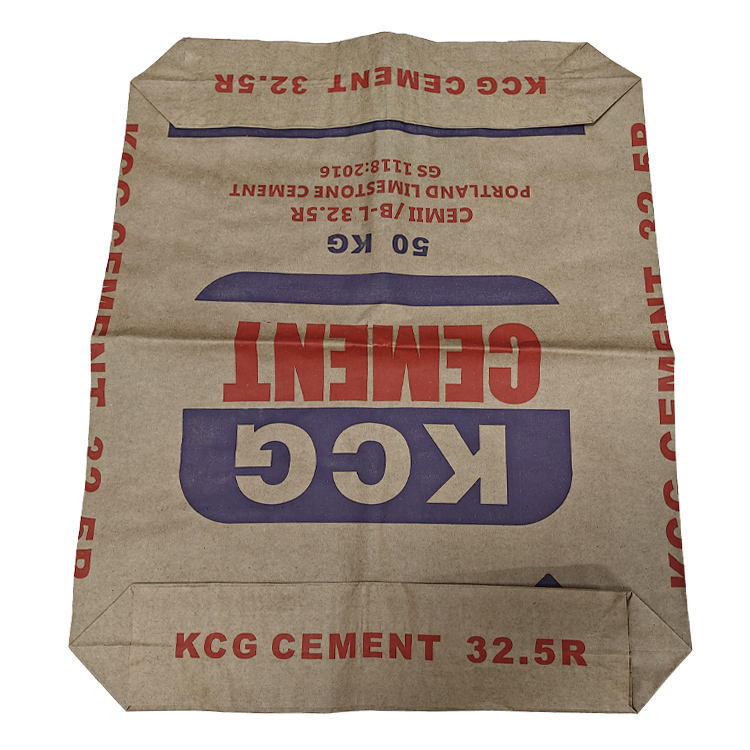 KCG CEMENT 32.5R
KCG
CEMENT
50 KG
CEMII/B-L 32.5R
PORTLAND LIMESTONE CEMENT
GS 1118:2016
KCG CEMENT 32.5R
KCG CEMENT 32.5R
KCG CEMENT 32.5R